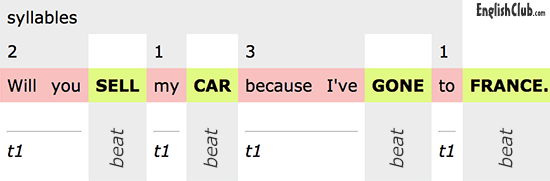 EnglishClub.com
syllables
2 1 3 1
Will you SELL my CAR because I've GONE to FRANCE.
t1 beat t1 beat t1 beat t1 beat